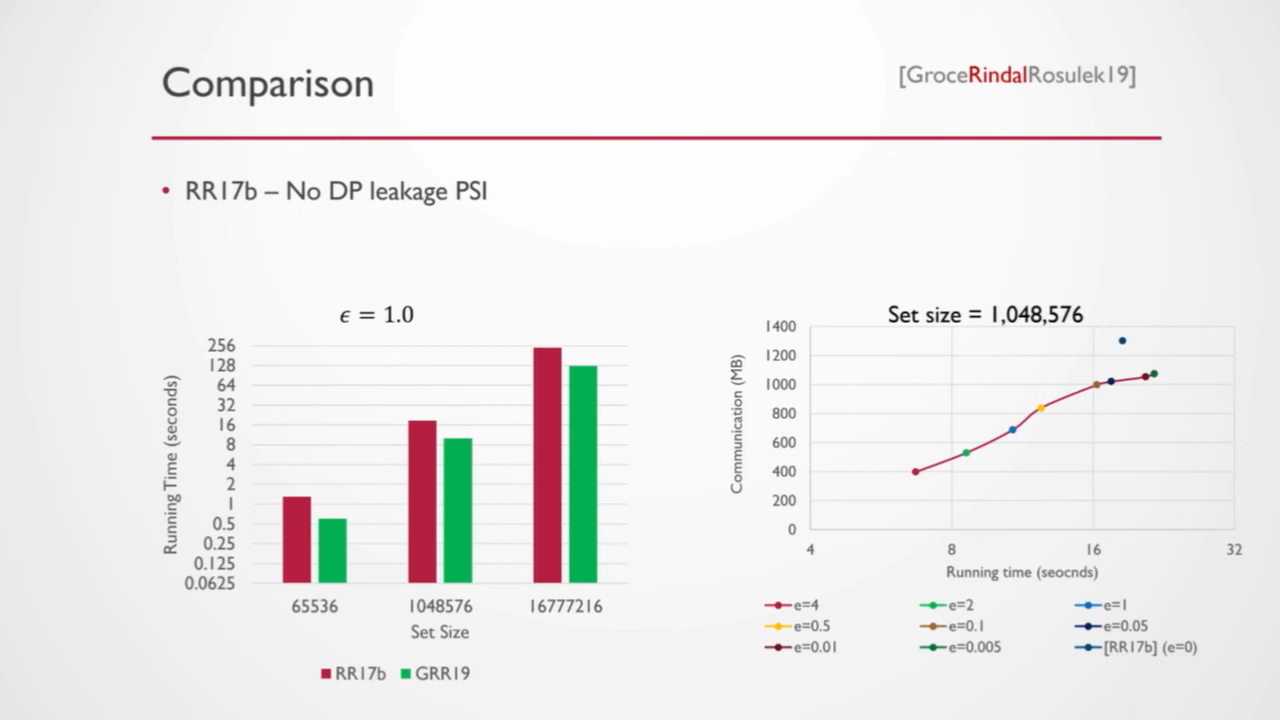 Comparison
[GroceRindalRosulek19]
• RR17b – No DP leakage PSI
ϵ = 1.0
Running Time (seconds)
256
128
64
32
16
8
4
2
1
0.5
0.25
0.125
0.0625
65536 1048576 16777216
Set Size
RR17b GRR19
Set size = 1,048,576
Communication (MB)
1400
1200
1000
800
600
400
200
0
4 8 16 32
Running time (seocnds)
e=4 e=2 e=1
e=0.5 e=0.1 e=0.05
e=0.01 e=0.005 [RR17b] (e=0)